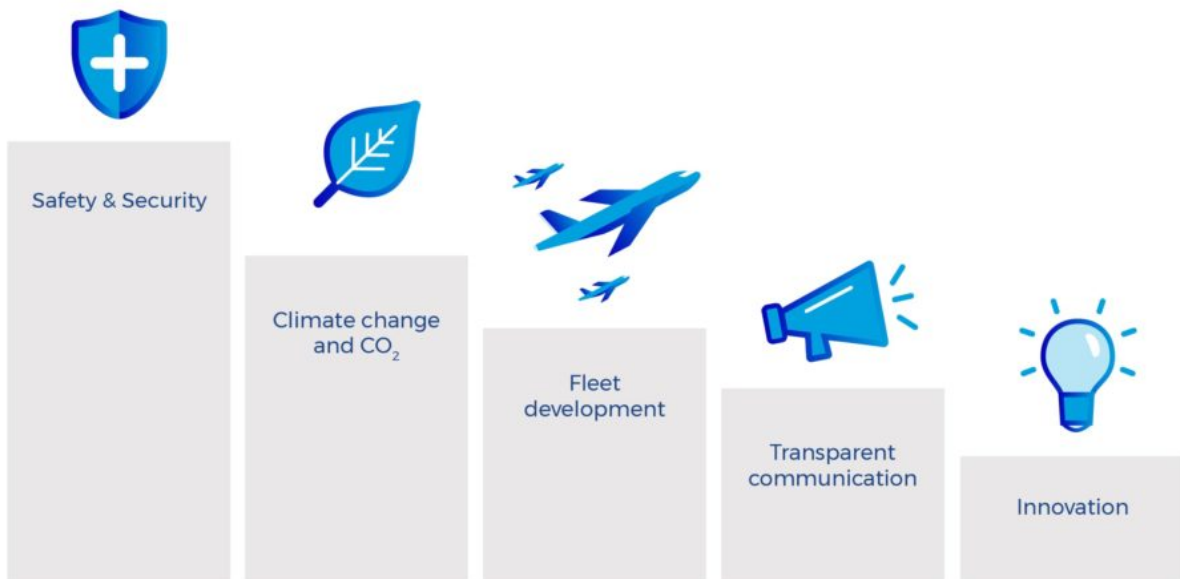 Safety & Security
Climate change
and CO₂
Fleet
development
Transparent
communication
Innovation